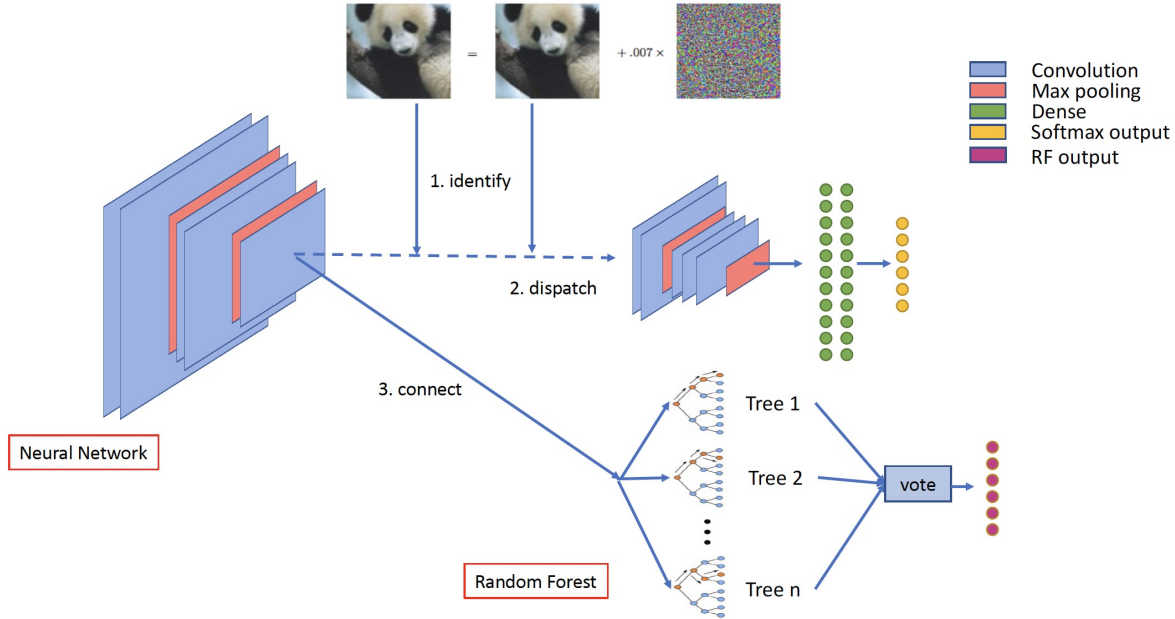 = + .007 ×
Convolution
Max pooling
Dense
Softmax output
RF output
1. identify
2. dispatch
3. connect
Neural Network
Tree 1
Tree 2
vote
Tree n
Random Forest